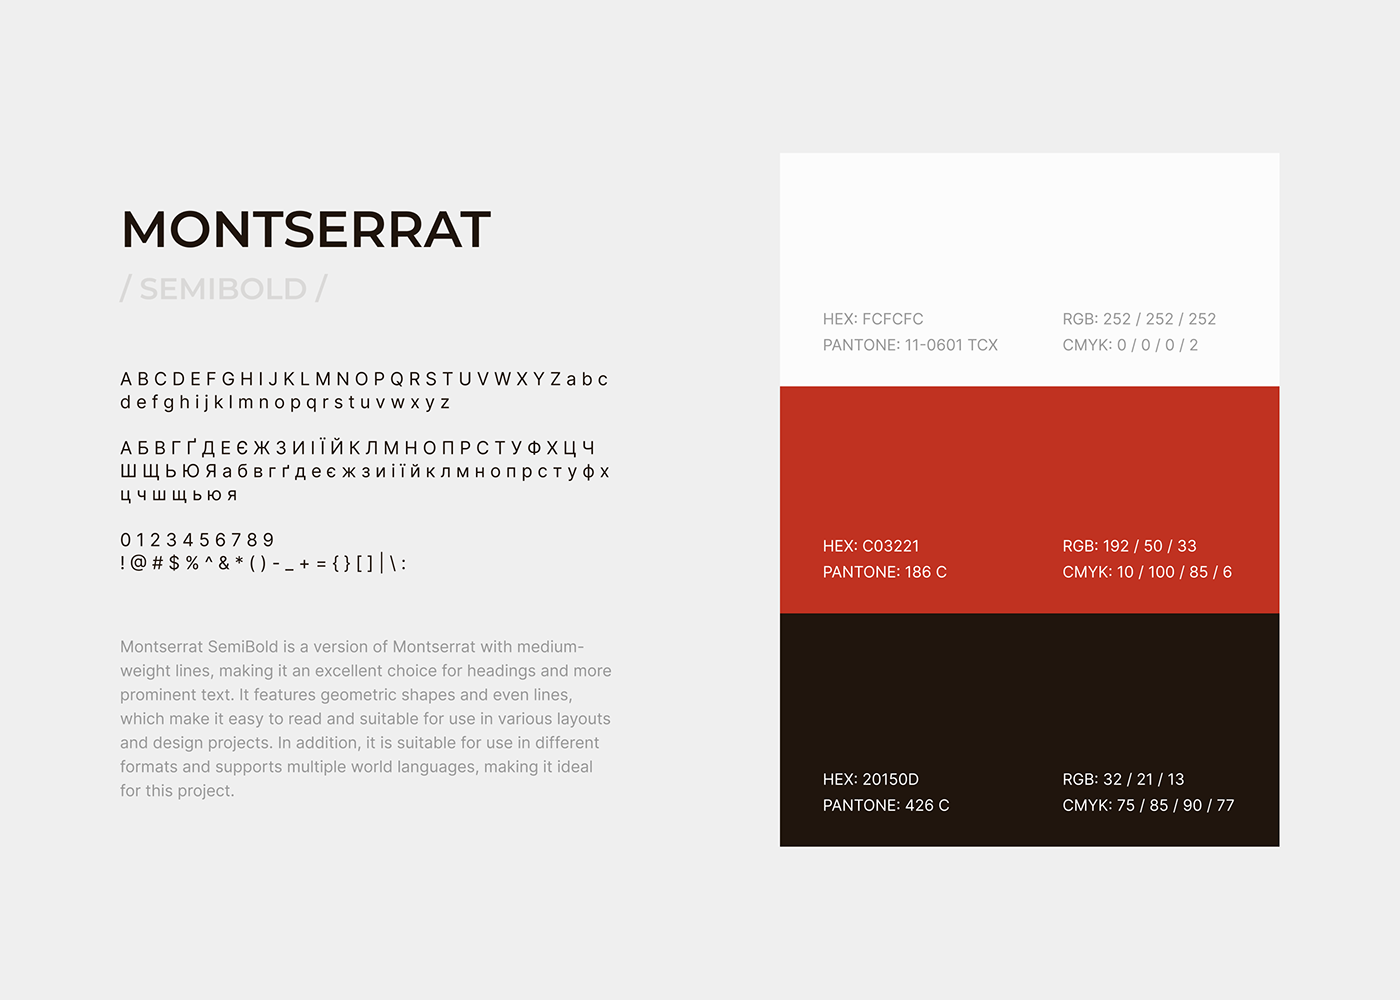 MONTSERRAT
/ SEMIBOLD /
A B C D E F G H I J K L M N O P Q R S T U V W X Y Z a b c
d e f g h i j k l m n o p q r s t u v w x y z
А Б В Г Ґ Д Е Є Ж З И І Ї Й К Л М Н О П Р С Т У Ф Х Ц Ч
Ш Щ Ь Ю Я а б в г ґ д е є ж з и і ї й к л м н о п р с т у ф х
ц ч ш щ ь ю я
0 1 2 3 4 5 6 7 8 9
! @ # $ % ^ & * ( ) - _ + = { } [ ] | \ :
Montserrat SemiBold is a version of Montserrat with medium-
weight lines, making it an excellent choice for headings and more
prominent text. It features geometric shapes and even lines,
which make it easy to read and suitable for use in various layouts
and design projects. In addition, it is suitable for use in different
formats and supports multiple world languages, making it ideal
for this project.
HEX: FCFCFC
PANTONE: 11-0601 TCX
RGB: 252 / 252 / 252
CMYK: 0 / 0 / 0 / 2
HEX: C03221
PANTONE: 186 C
RGB: 192 / 50 / 33
CMYK: 10 / 100 / 85 / 6
HEX: 20150D
PANTONE: 426 C
RGB: 32 / 21 / 13
CMYK: 75 / 85 / 90 / 77